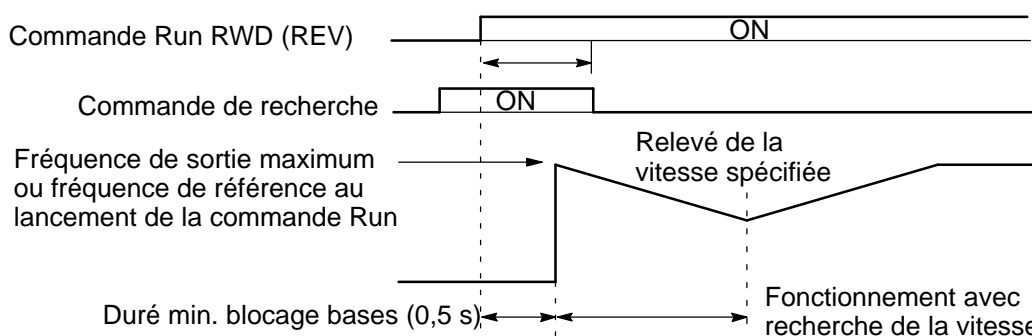 Commande Run RWD (REV)
ON
Commande de recherche
ON
Fréquence de sortie maximum
ou fréquence de référence au
lancement de la commande Run
Relevé de la
vitesse spécifiée
Duré min. blocage bases (0,5 s)
Fonctionnement avec
recherche de la vitesse